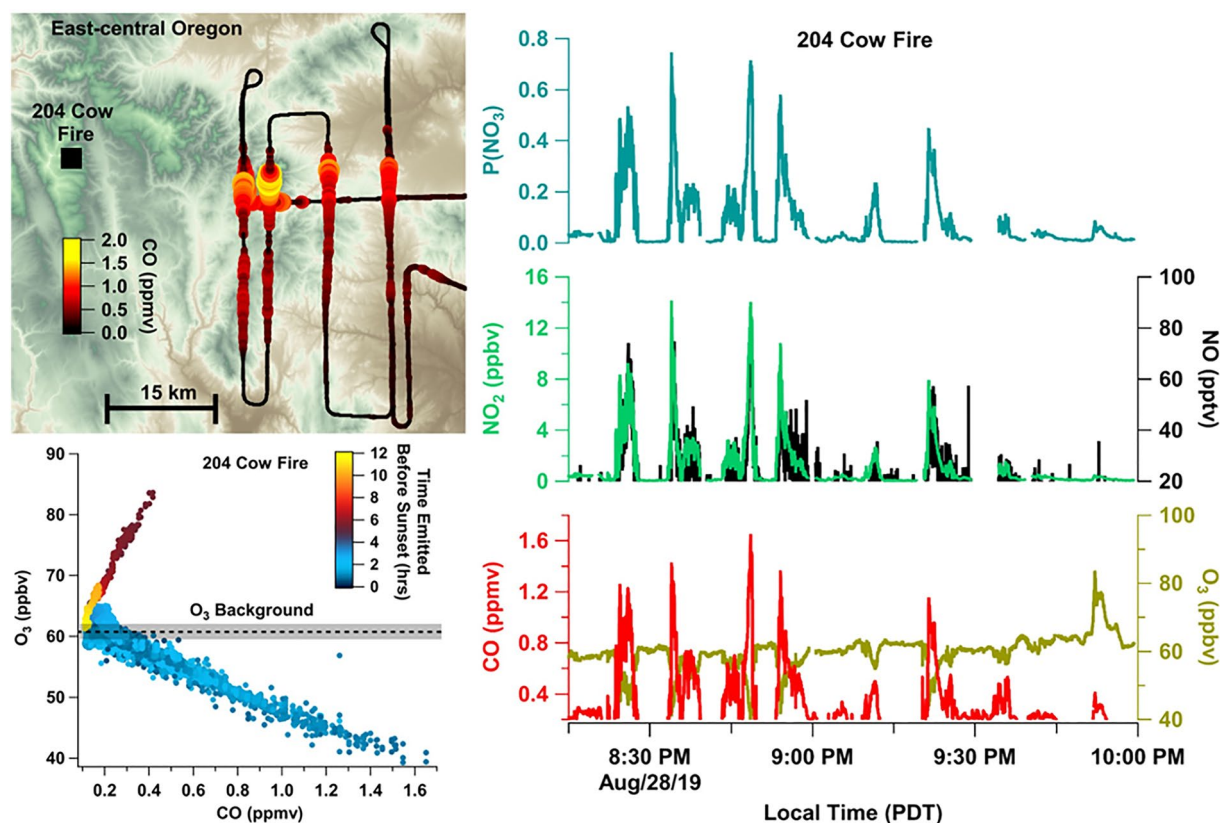 East-central Oregon
204 Cow
Fire
2.0
1.5
1.0
0.5
0.0
CO (ppmv)
15 km
204 Cow Fire
0.8
0.6
0.4
0.2
0.0
P(NO₃)
16
12
8
4
0
NO₂ (ppbv)
100
80
60
40
20
NO (pptv)
1.6
1.2
0.8
0.4
CO (ppmv)
100
80
60
40
O₃ (ppbv)
8:30 PM
9:00 PM
9:30 PM
10:00 PM
Aug/28/19
Local Time (PDT)
204 Cow Fire
12
10
8
6
4
2
0
Time Emitted
Before Sunset (hrs)
O₃ Background
90
80
70
60
50
40
O₃ (ppbv)
0.2
0.4
0.6
0.8
1.0
1.2
1.4
1.6
CO (ppmv)